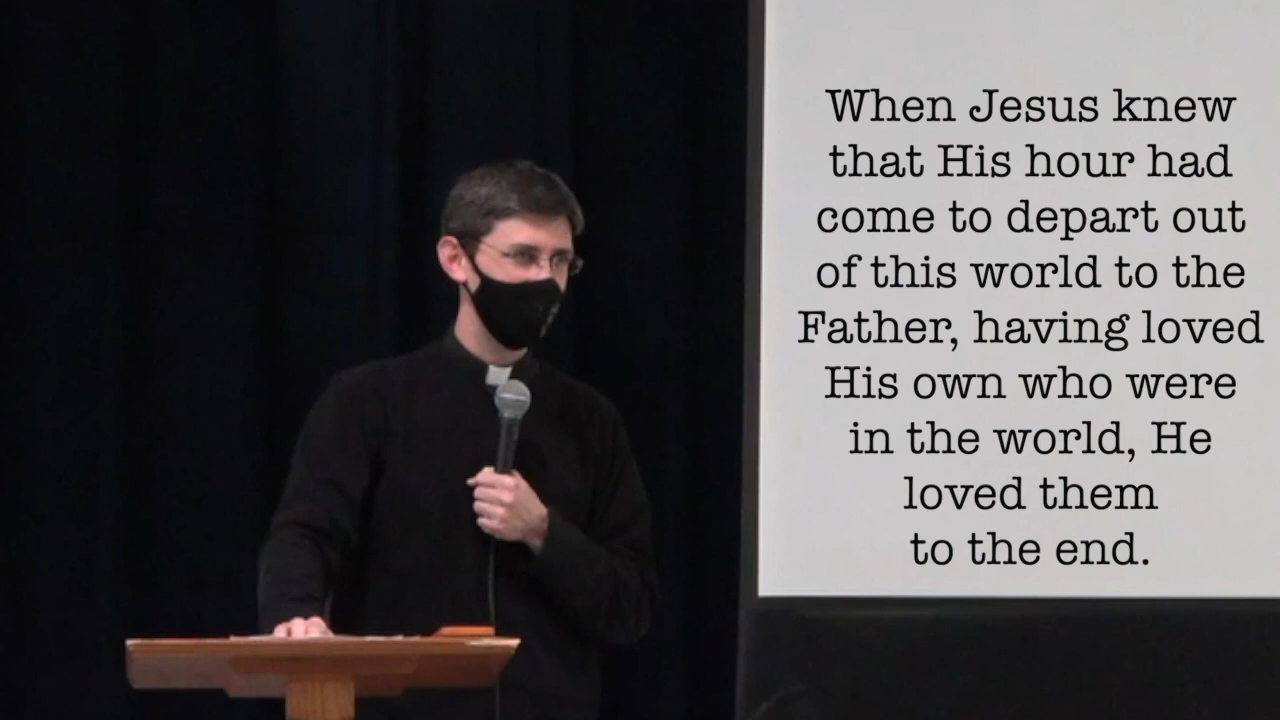 When Jesus knew
that His hour had
come to depart out
of this world to the
Father, having loved
His own who were
in the world, He
loved them
to the end.